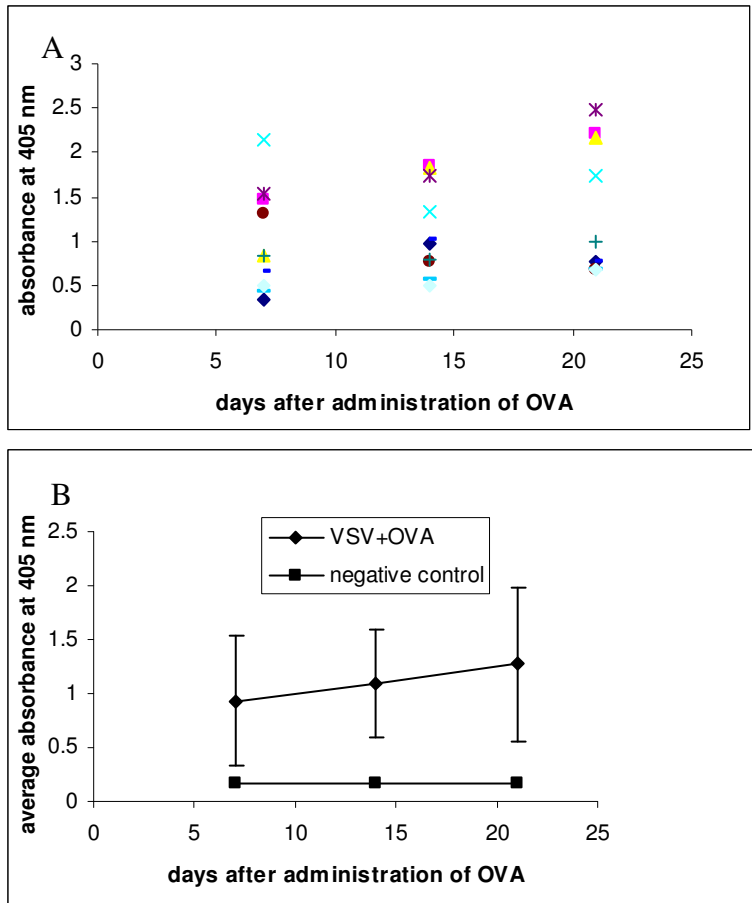 A
absorbance at 405 nm
3
2.5
2
1.5
1
0.5
0
0 5 10 15 20 25
days after administration of OVA
B
average absorbance at 405 nm
2.5
2
1.5
1
0.5
0
VSV+OVA
negative control
0 5 10 15 20 25
days after administration of OVA